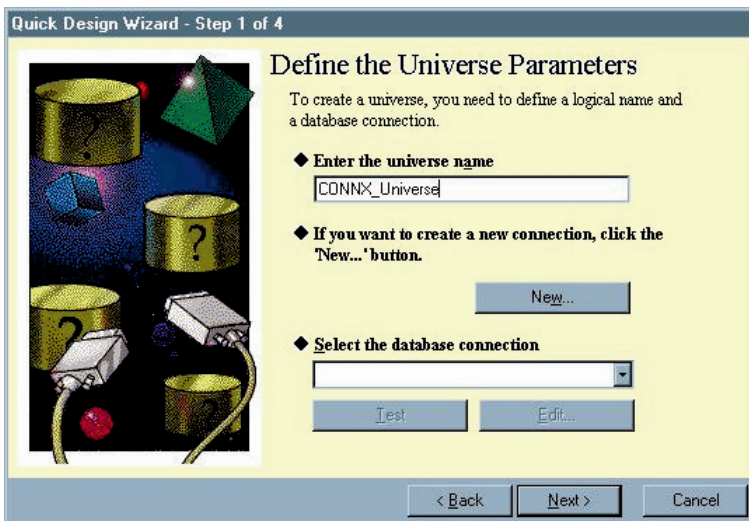 Quick Design Wizard - Step 1 of 4
Define the Universe Parameters
To create a universe, you need to define a logical name and
a database connection.
◆ Enter the universe name
CONNX_Universe
◆ If you want to create a new connection, click the
'New...' button.
New...
◆ Select the database connection
Test
Edit...
< Back
Next >
Cancel
?
?
?
?